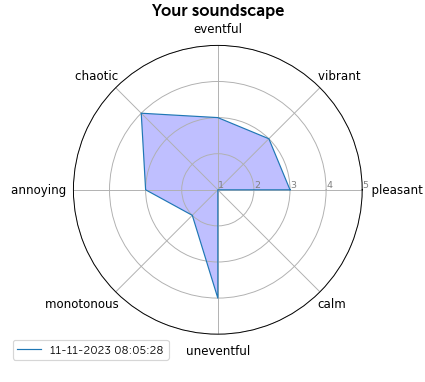 Your soundscape
eventful
chaotic
vibrant
annoying
1 2 3 4 5
pleasant
monotonous
calm
uneventful
11-11-2023 08:05:28